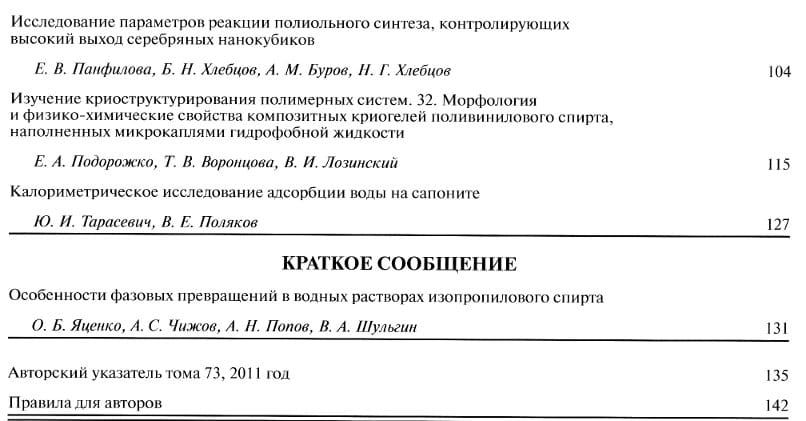 Исследование параметров реакции полиольного синтеза, контролирующих
высокий выход серебряных нанокубиков
Е. В. Панфилова, Б. Н. Хлебцов, А. М. Буров, Н. Г. Хлебцов 104
Изучение криоструктурирования полимерных систем. 32. Морфология
и физико-химические свойства композитных криогелей поливинилового спирта,
наполненных микрокаплями гидрофобной жидкости
Е. А. Подорожко, Т. В. Воронцова, В. И. Лозинский 115
Калориметрическое исследование адсорбции воды на сапоните
Ю. И. Тарасевич, В. Е. Поляков 127
КРАТКОЕ СООБЩЕНИЕ
Особенности фазовых превращений в водных растворах изопропилового спирта
О. Б. Яценко, А. С. Чижов, А. Н. Попов, В. А. Шульгин 131
Авторский указатель тома 73, 2011 год 135
Правила для авторов 142